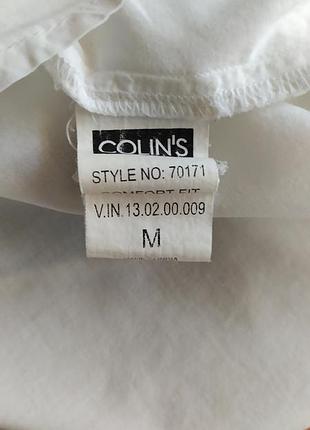 COLIN'S
STYLE NO: 70171
COMFORT FIT
V.IN.13.02.00.009
M